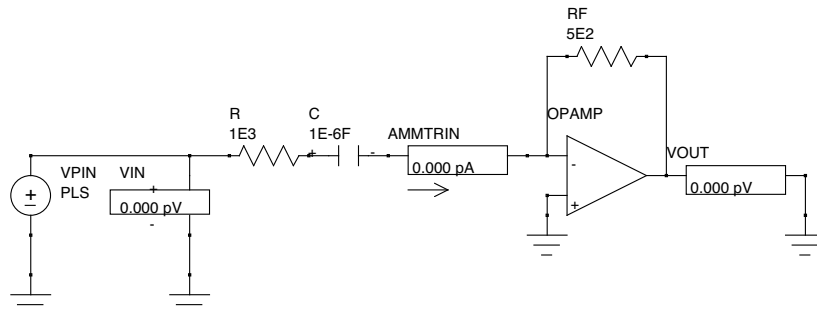 RF
5E2
R
1E3
C
1E-6F
+
-
AMMTRIN
0.000 pA
OPAMP
-
+
VOUT
0.000 pV
VPIN
PLS
+
VIN
+
0.000 pV
-